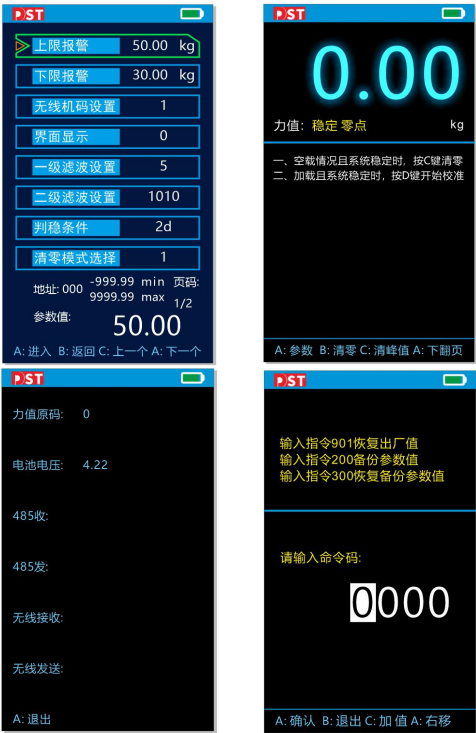 DST
上限报警 50.00 kg
下限报警 30.00 kg
无线机码设置 1
界面显示 0
一级滤波设置 5
二级滤波设置 1010
判稳条件 2d
清零模式选择 1
地址: 000 -999.99 min 页码:
9999.99 max 1/2
参数值: 50.00
A: 进入 B: 返回 C: 上一个 A: 下一个
DST
0.00
力值: 稳定 零点 kg
一、空载情况且系统稳定时, 按C键清零
二、加载且系统稳定时, 按D键开始校准
A: 参数 B: 清零 C: 清峰值 A: 下翻页
DST
力值原码: 0
电池电压: 4.22
485收:
485发:
无线接收:
无线发送:
A: 退出
DST
输入指令901恢复出厂值
输入指令200备份参数值
输入指令300恢复备份参数值
请输入命令码:
0000
A: 确认 B: 退出 C: 加值 A: 右移